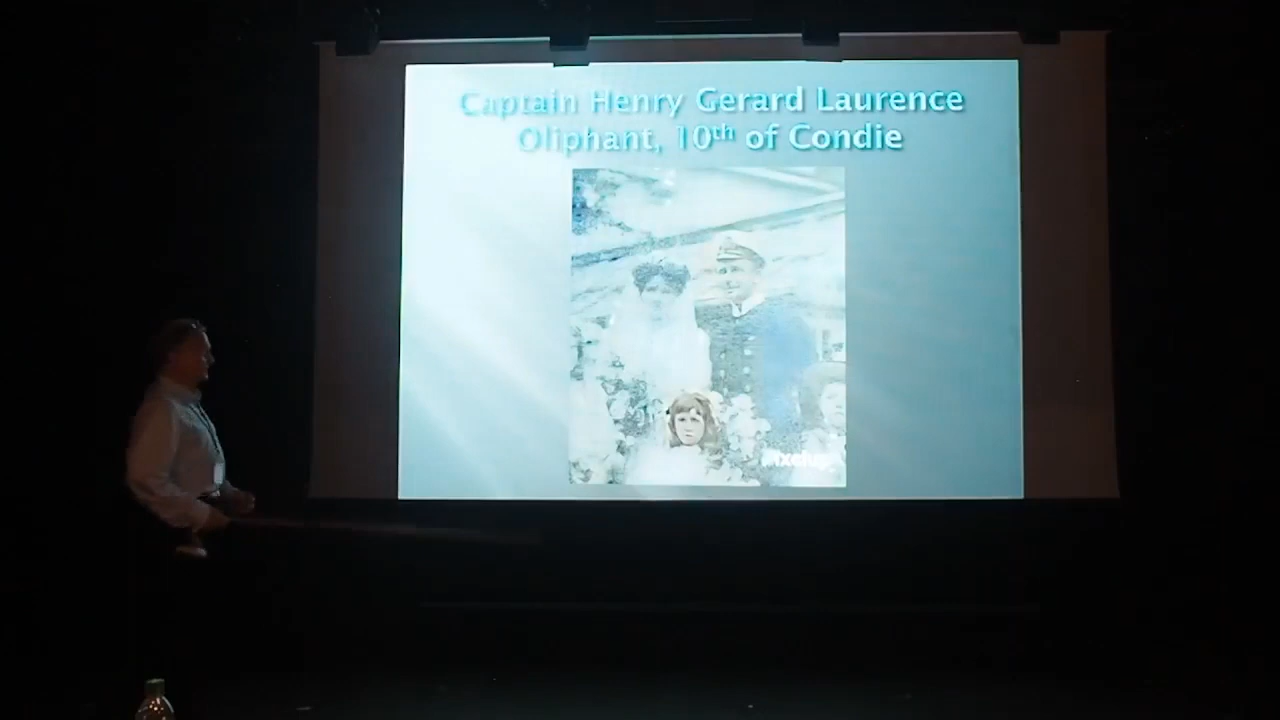 Captain Henry Gerard Laurence
Oliphant, 10th of Condie